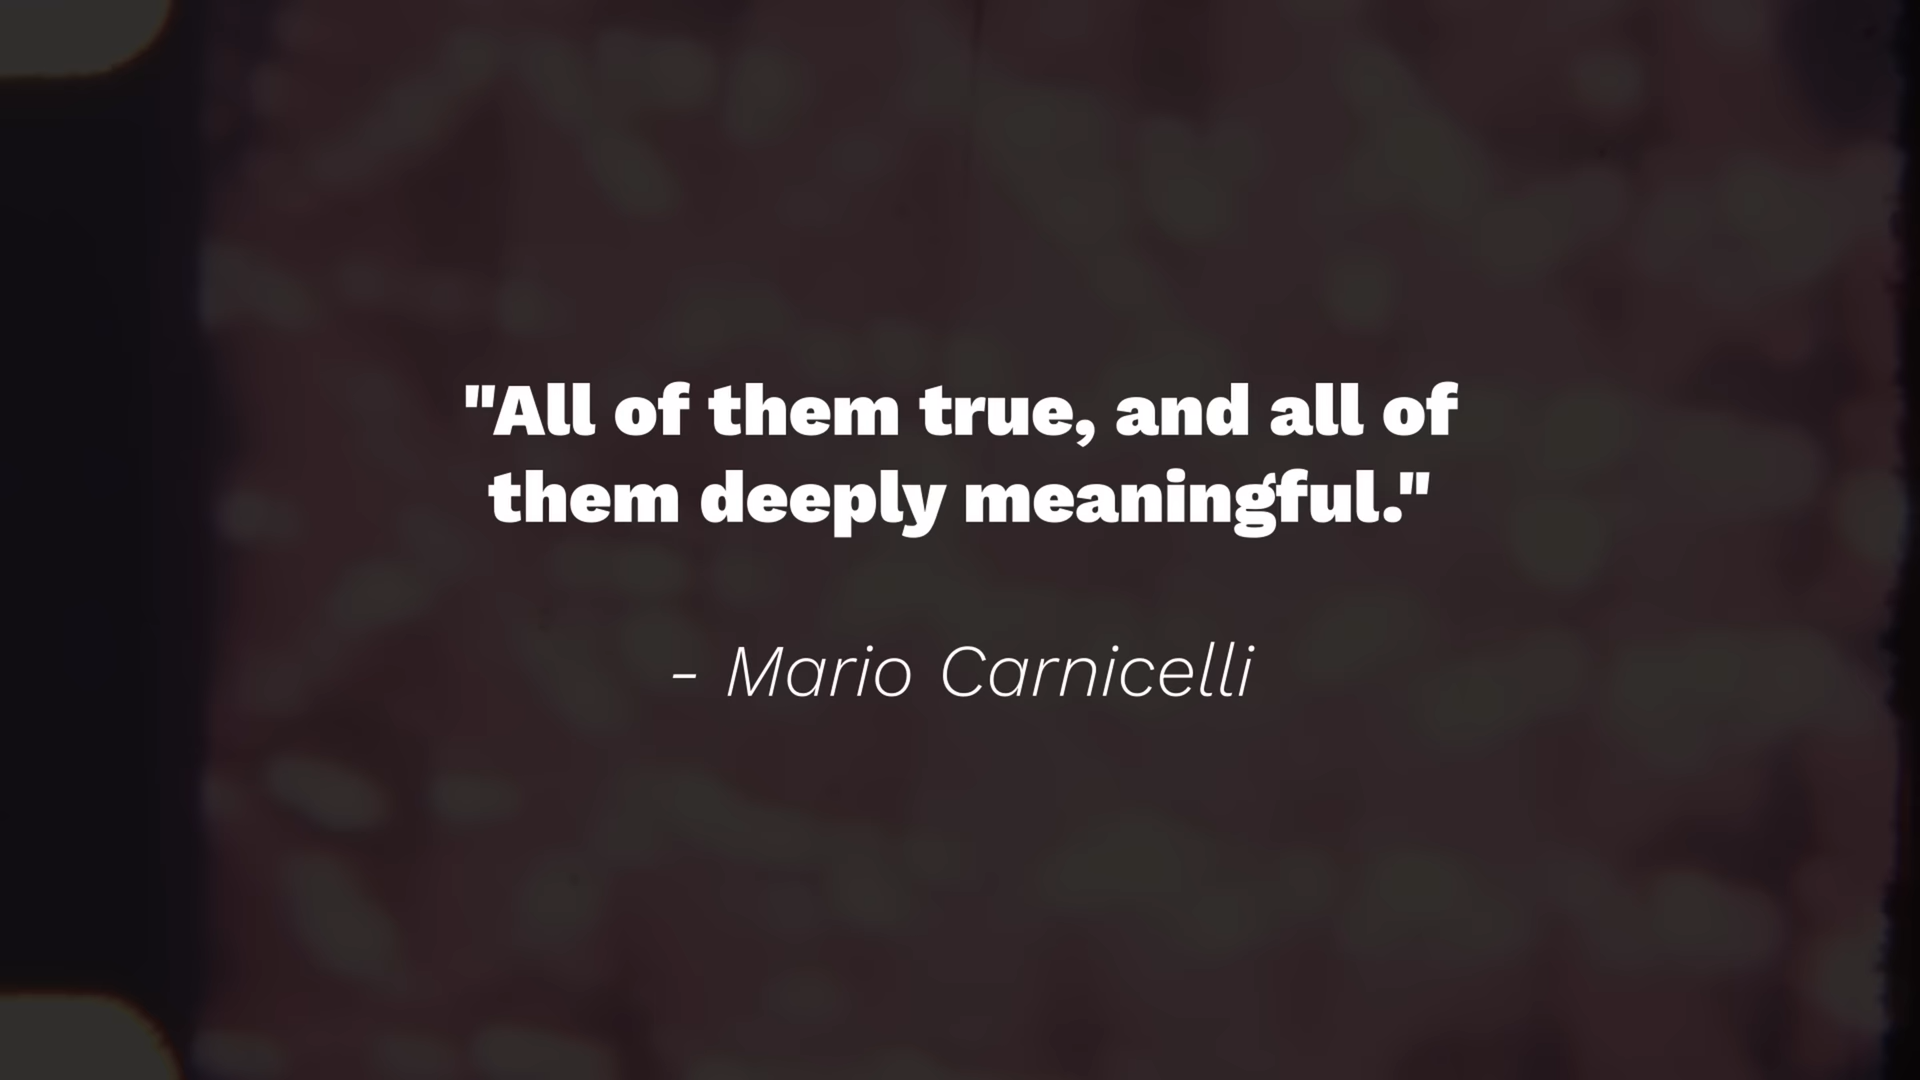 "All of them true, and all of
them deeply meaningful."
- Mario Carnicelli